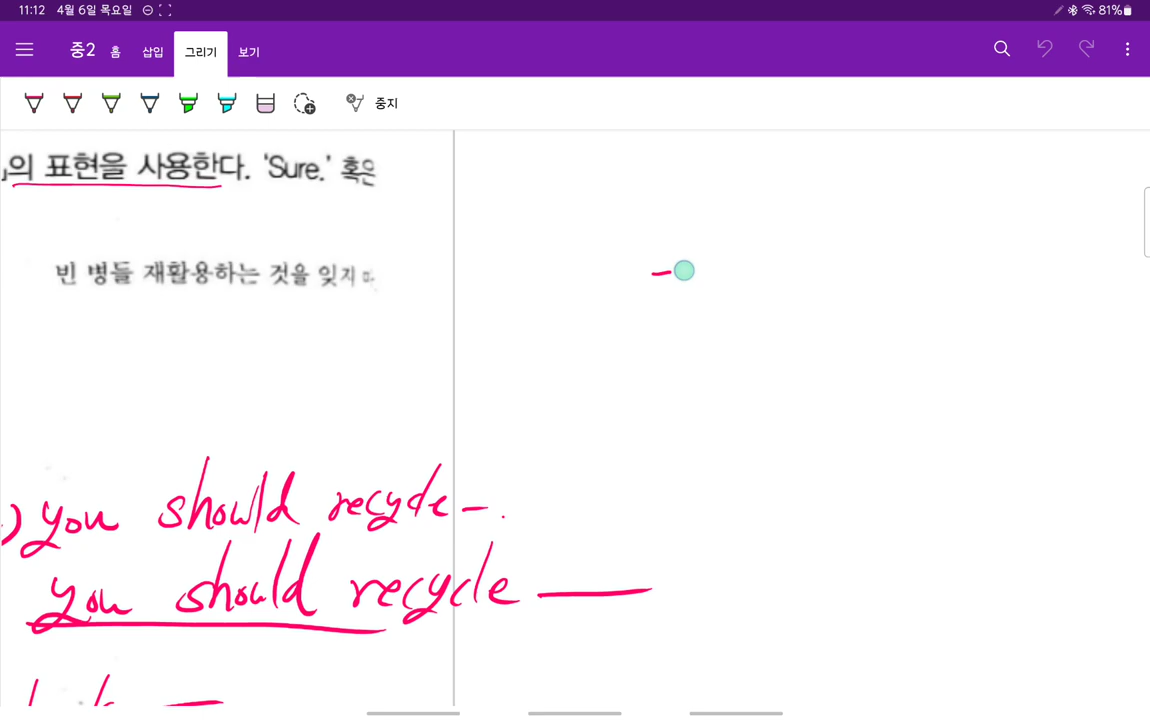 11:12 4월 6일 목요일 81%
중2 홈 삽입 그리기 보기
중지
의 표현을 사용한다. 'Sure.' 혹은
빈 병들 재활용하는 것을 잊지
) you should recycle - .
you should recycle —